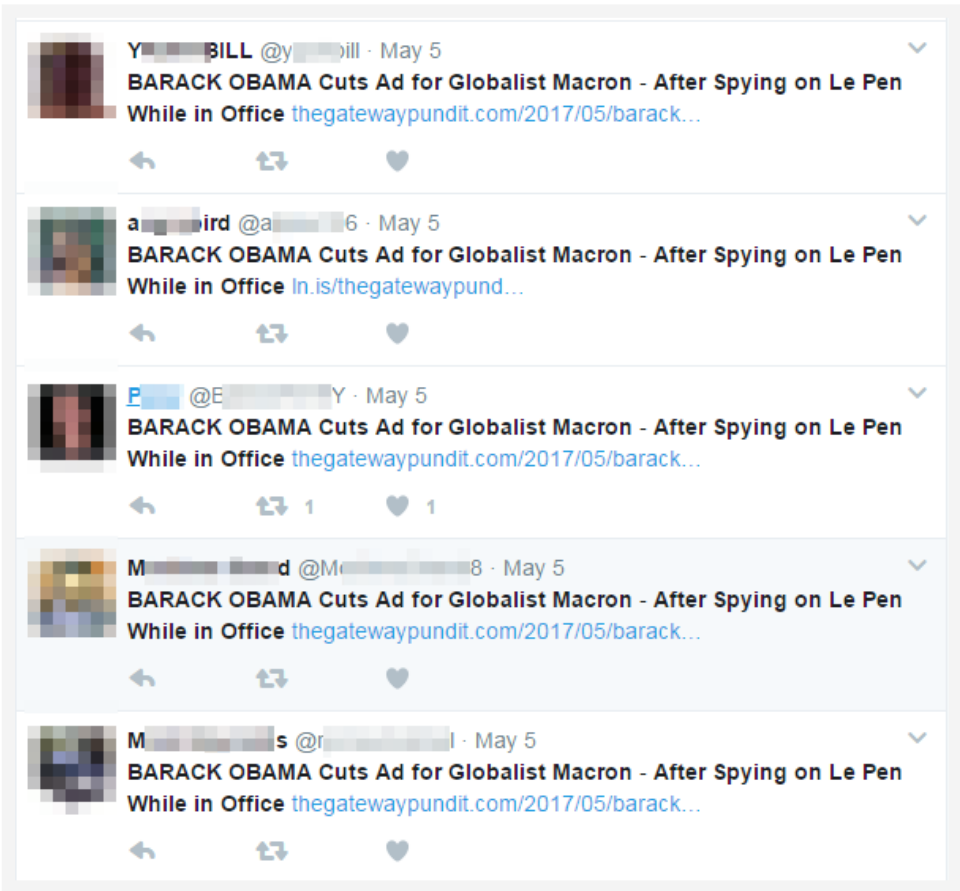 BILL @y bill · May 5
BARACK OBAMA Cuts Ad for Globalist Macron - After Spying on Le Pen
While in Office thegatewaypundit.com/2017/05/barack...
a ird @a 6 · May 5
BARACK OBAMA Cuts Ad for Globalist Macron - After Spying on Le Pen
While in Office ln.is/thegatewaypund...
P @B Y · May 5
BARACK OBAMA Cuts Ad for Globalist Macron - After Spying on Le Pen
While in Office thegatewaypundit.com/2017/05/barack...
1 1
M d @M 8 · May 5
BARACK OBAMA Cuts Ad for Globalist Macron - After Spying on Le Pen
While in Office thegatewaypundit.com/2017/05/barack...
M s @ l · May 5
BARACK OBAMA Cuts Ad for Globalist Macron - After Spying on Le Pen
While in Office thegatewaypundit.com/2017/05/barack...